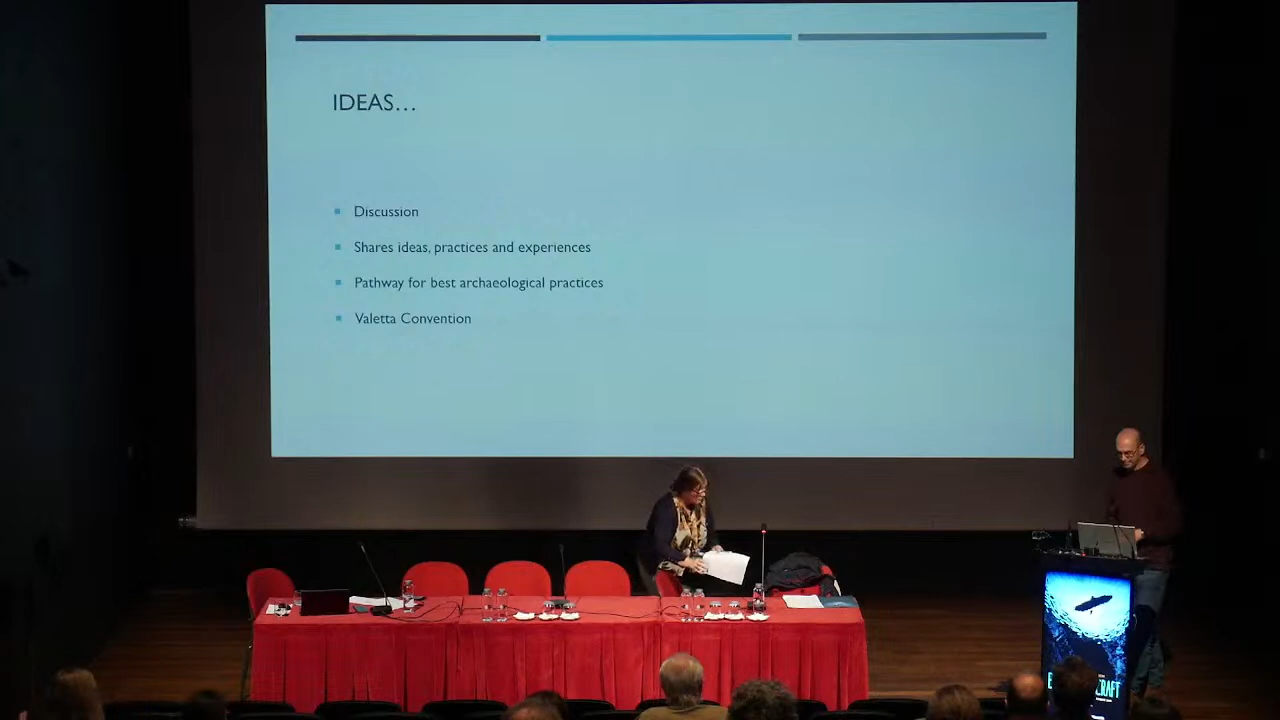 IDEAS...
Discussion
Shares ideas, practices and experiences
Pathway for best archaeological practices
Valetta Convention